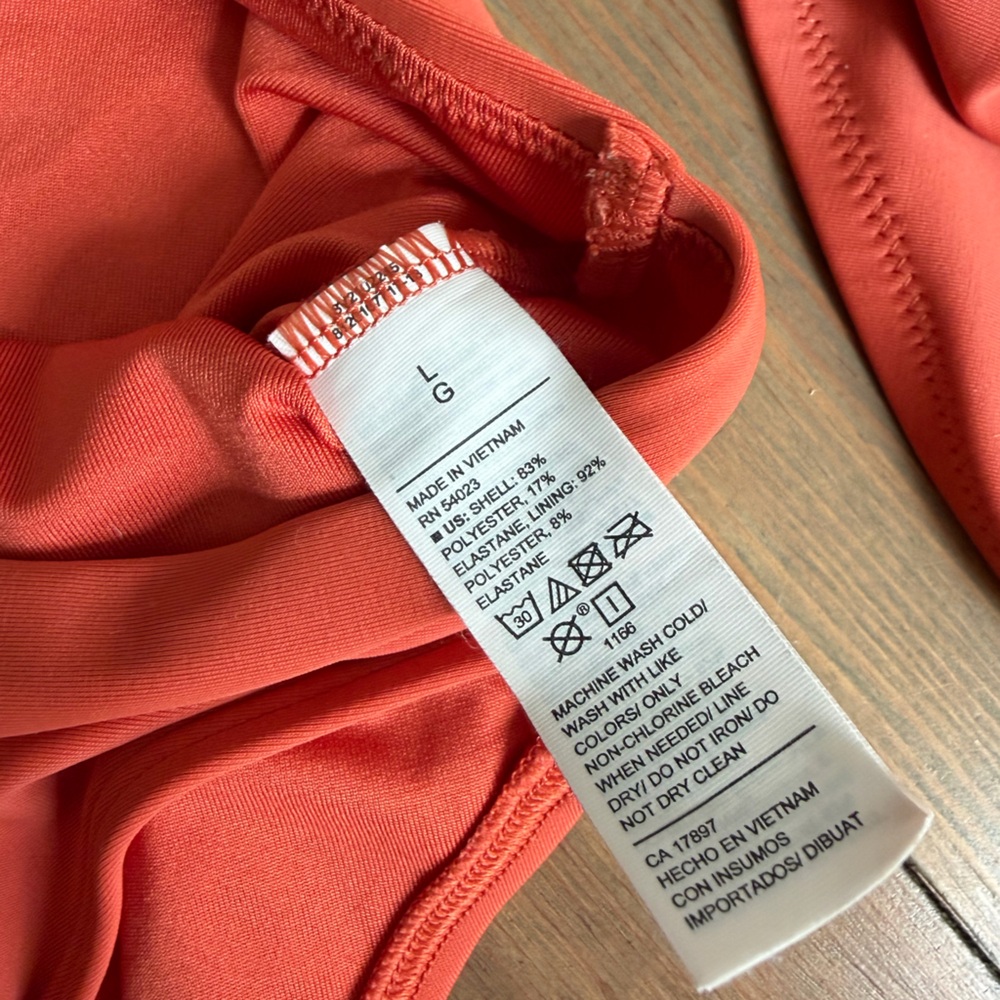 L
G
MADE IN VIETNAM
RN 54023
■ US: SHELL: 83%
POLYESTER, 17%
ELASTANE, LINING: 92%
POLYESTER, 8%
ELASTANE
30
® I
1166
MACHINE WASH COLD/
WASH WITH LIKE
COLORS/ ONLY
NON-CHLORINE BLEACH
WHEN NEEDED/ LINE
DRY/ DO NOT IRON/ DO
NOT DRY CLEAN
CA 17897
HECHO EN VIETNAM
CON INSUMOS
IMPORTADOS/ DIBUAT